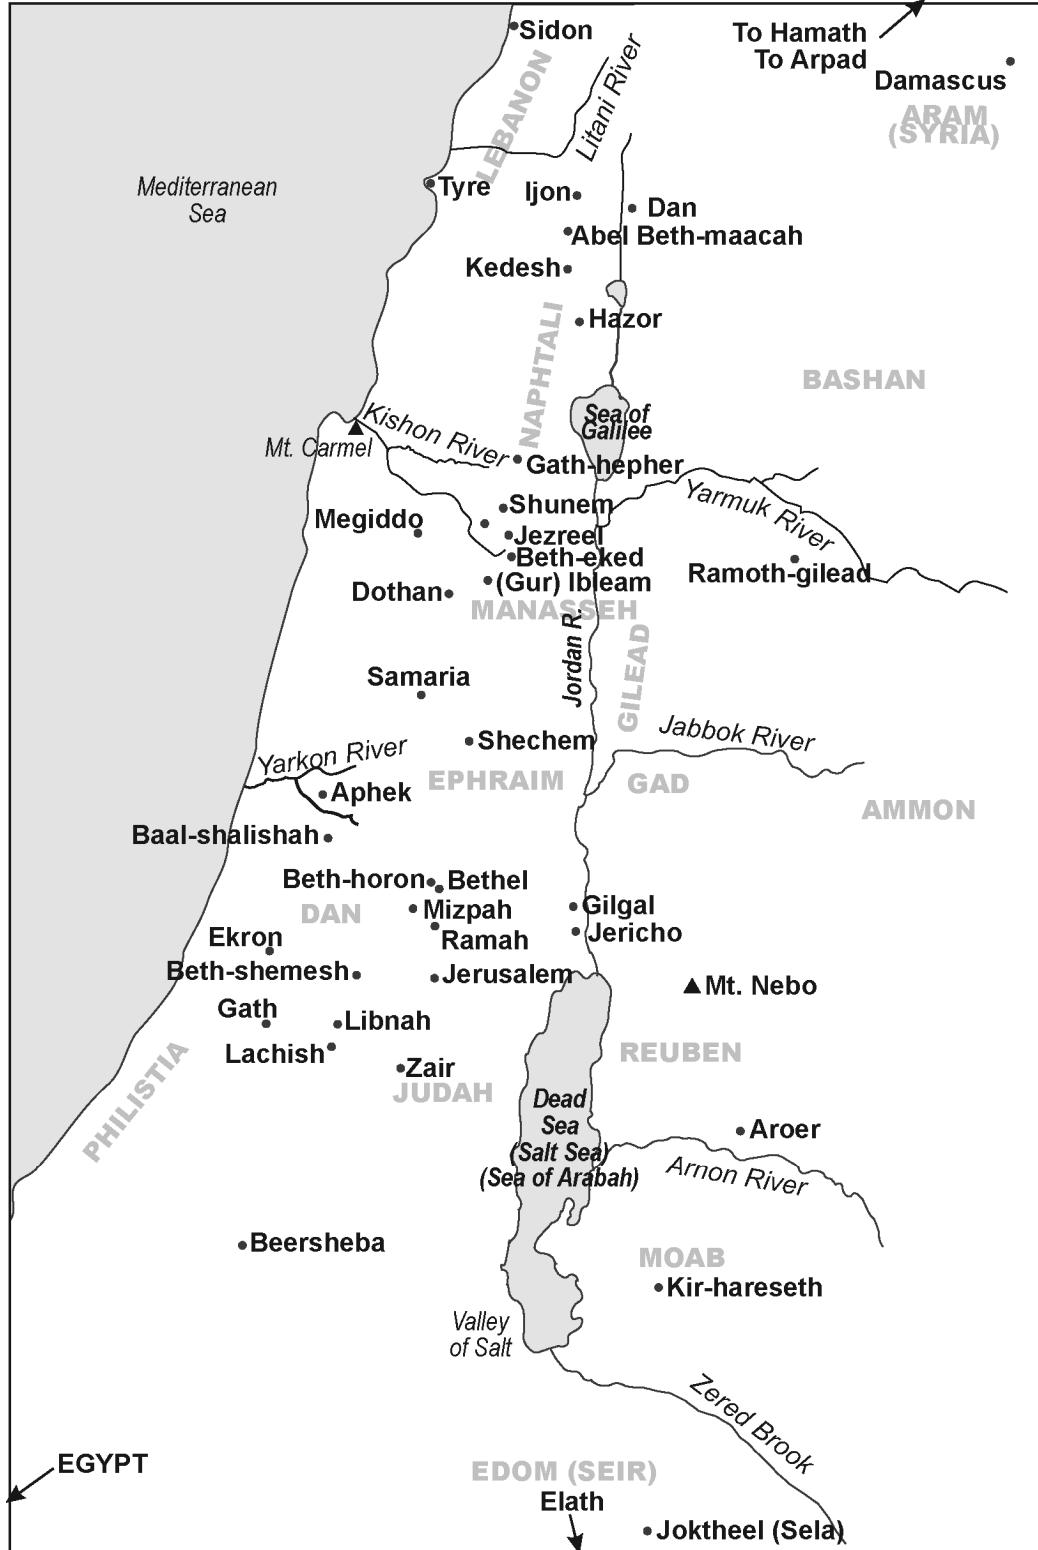 Sidon
To Hamath
To Arpad
Damascus
ARAM
(SYRIA)
LEBANON
Litani River
Mediterranean
Sea
Tyre
Ijon
Dan
Abel Beth-maacah
Kedesh
Hazor
NAPHTALI
BASHAN
Sea of
Galilee
Kishon River
Mt. Carmel
Gath-hepher
Yarmuk River
Shunem
Megiddo
Jezreel
Beth-eked
Ramoth-gilead
(Gur) Ibleam
Dothan
MANASSEH
Jordan R.
GILEAD
Samaria
Shechem
Jabbok River
Yarkon River
EPHRAIM
GAD
Aphek
AMMON
Baal-shalishah
Beth-horon
Bethel
DAN
Mizpah
Gilgal
Ramah
Jericho
Ekron
Beth-shemesh
Jerusalem
Mt. Nebo
Gath
Libnah
Lachish
REUBEN
Zair
PHILISTIA
JUDAH
Dead
Sea
(Salt Sea)
(Sea of Arabah)
Aroer
Arnon River
Beersheba
MOAB
Kir-hareseth
Valley
of Salt
Zered Brook
EGYPT
EDOM (SEIR)
Elath
Joktheel (Sela)